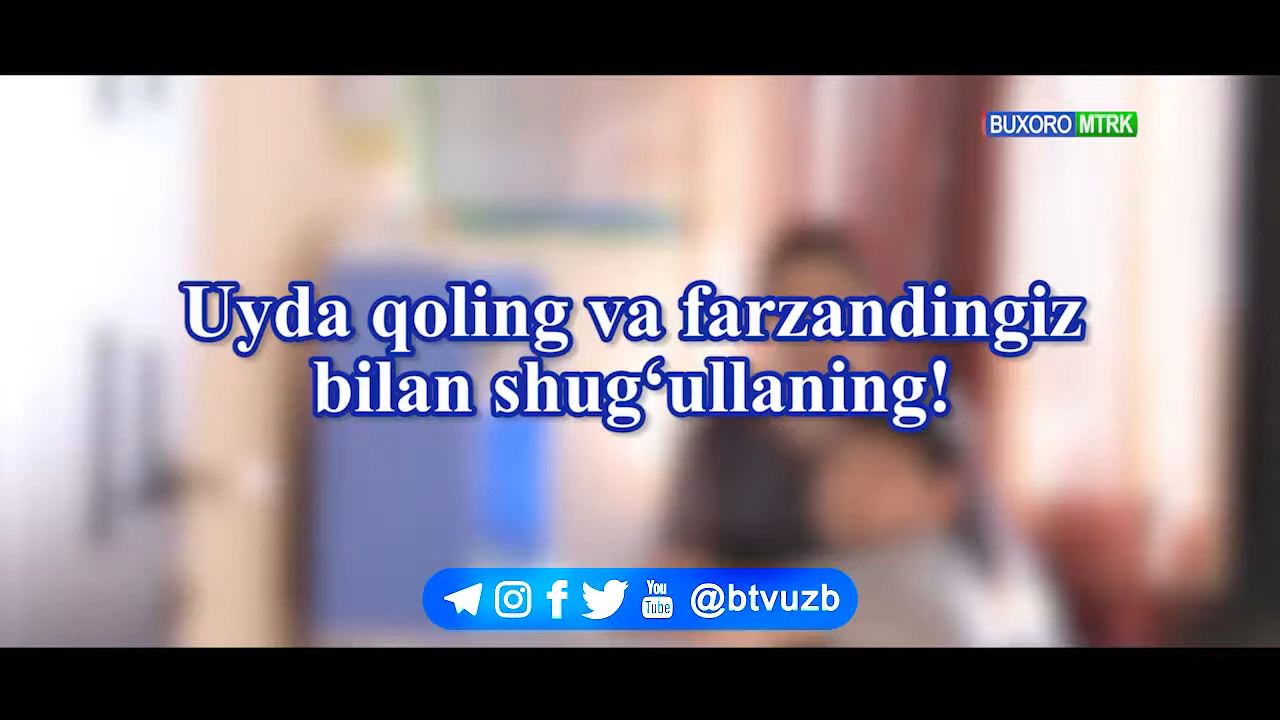 BUXORO MTRK
Uyda qoling va farzandingiz
bilan shug‘ullaning!
You
Tube
@btvuzb